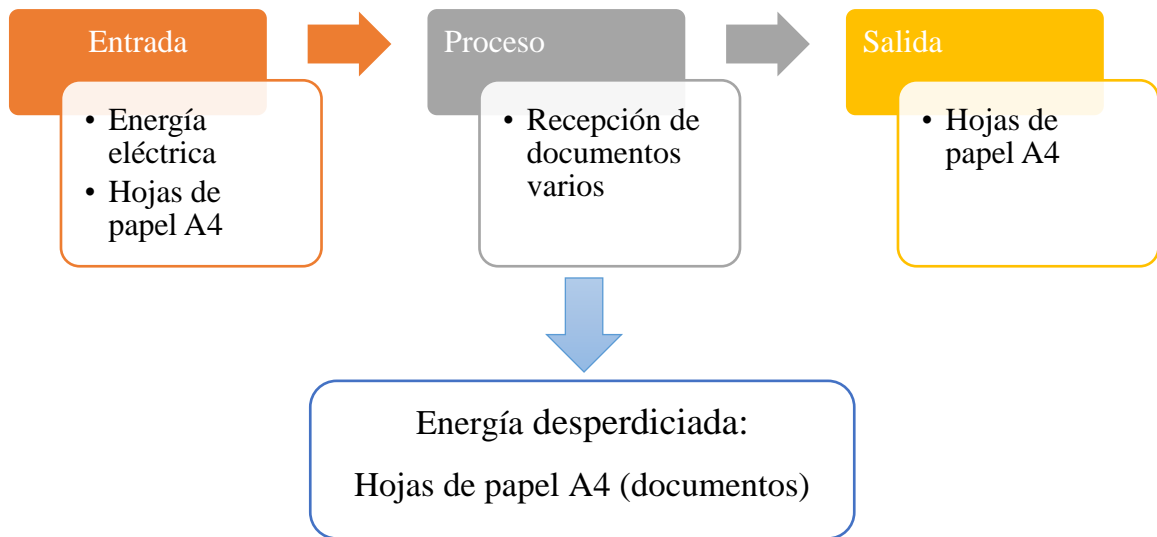 Entrada
• Energía
eléctrica
• Hojas de
papel A4
Proceso
• Recepción de
documentos
varios
Salida
• Hojas de
papel A4
Energía desperdiciada:
Hojas de papel A4 (documentos)